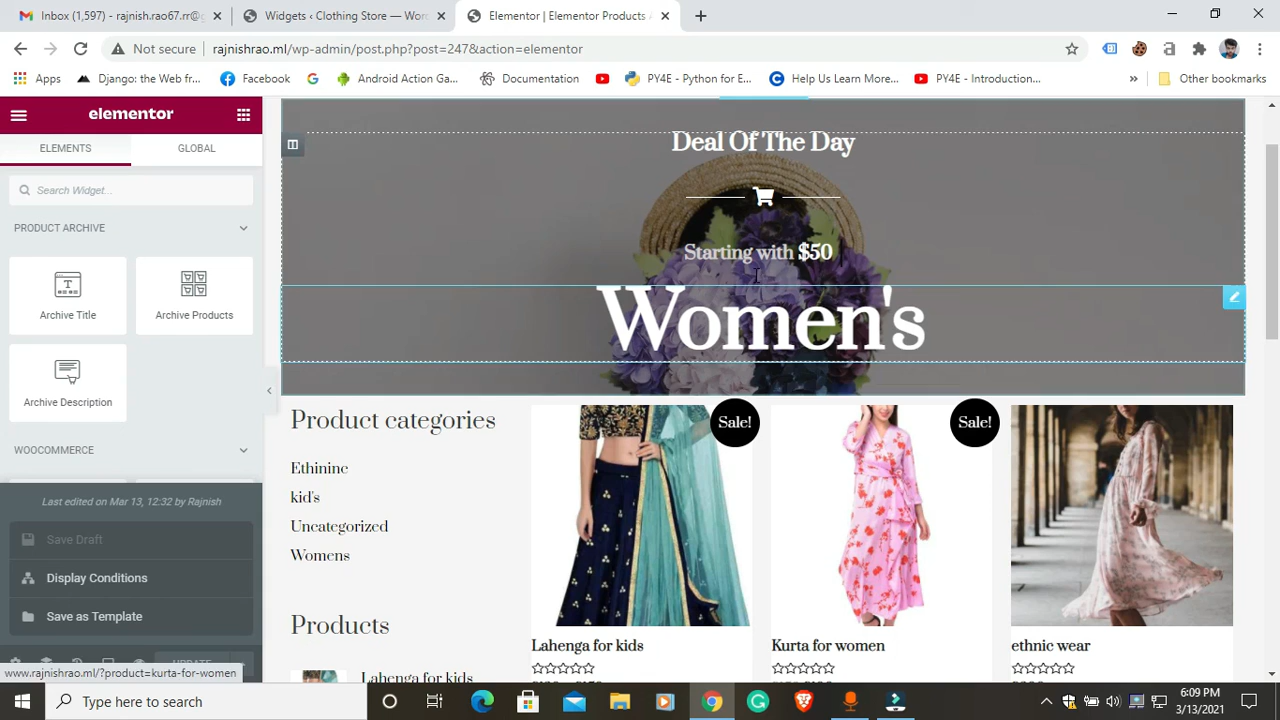 Inbox (1,597) - rajnish.rao67.rr@g
Widgets ‹ Clothing Store — Wor
Elementor | Elementor Products
Not secure
rajnishrao.ml/wp-admin/post.php?post=247&action=elementor
Apps
Django: the Web fr...
Facebook
Android Action Ga...
Documentation
PY4E - Python for E...
Help Us Learn More...
PY4E - Introduction...
Other bookmarks
elementor
ELEMENTS
GLOBAL
Search Widget...
PRODUCT ARCHIVE
Archive Title
Archive Products
Archive Description
WOOCOMMERCE
Last edited on Mar 13, 12:32 by Rajnish
Save Draft
Display Conditions
Save as Template
UPDATE
www.rajnishrao.ml/?product=kurta-for-women
Deal Of The Day
Starting with $50
Women's
Product categories
Ethinine
kid's
Uncategorized
Womens
Products
Lahenga for kids
Sale!
Sale!
Lahenga for kids
Kurta for women
ethnic wear
Type here to search
6:09 PM
3/13/2021